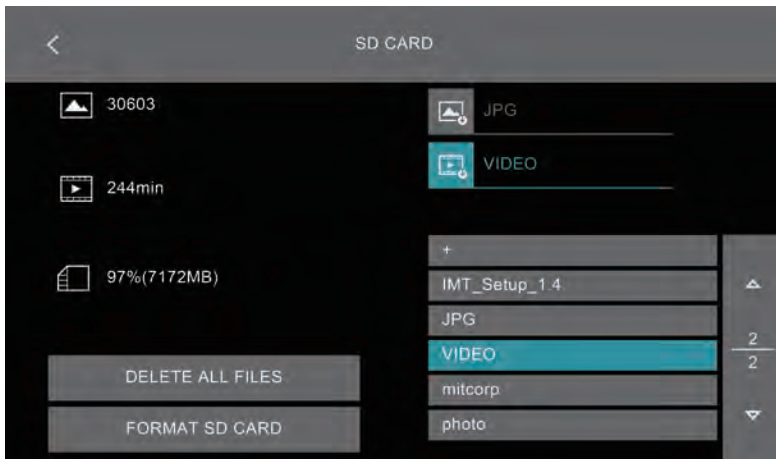 SD CARD
30603
244min
97%(7172MB)
DELETE ALL FILES
FORMAT SD CARD
JPG
VIDEO
+
IMT_Setup_1.4
JPG
VIDEO
mitcorp
photo
2
2